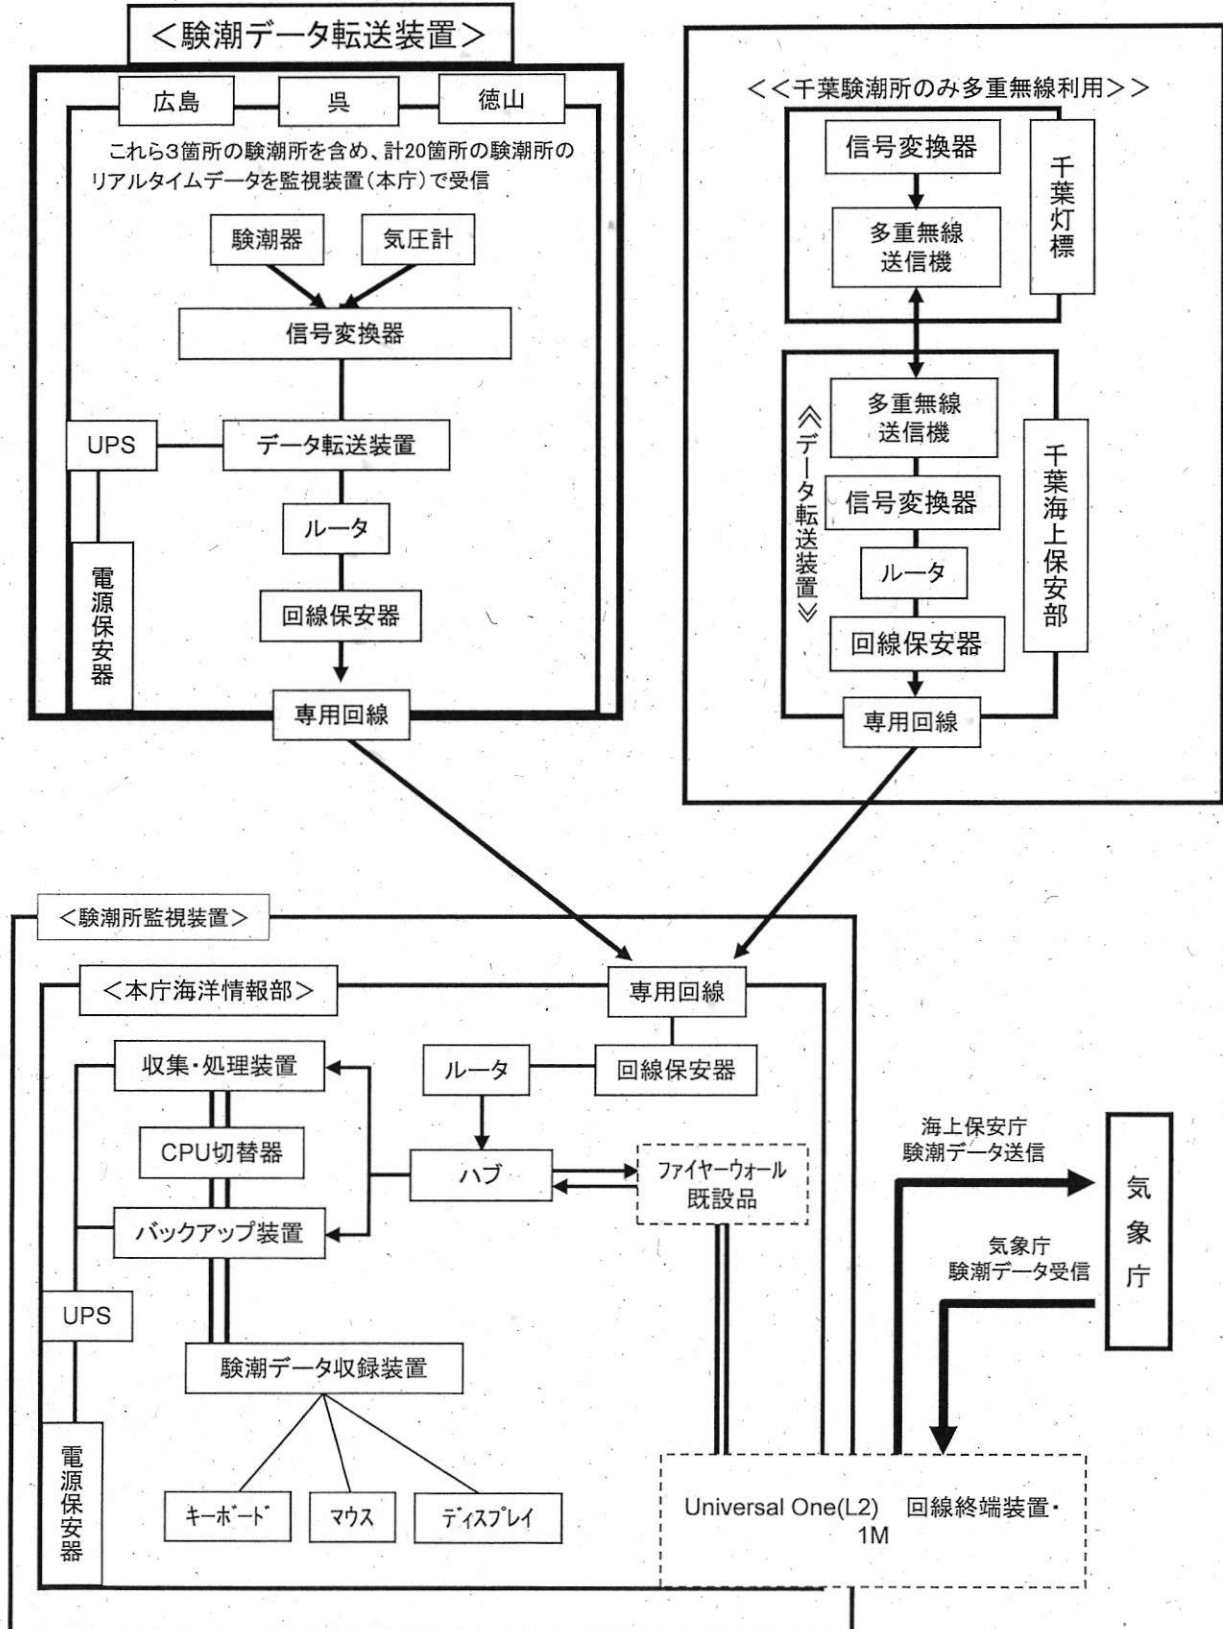 ＜験潮データ転送装置＞
広島
呉
徳山
これら３箇所の験潮所を含め、計20箇所の験潮所の
リアルタイムデータを監視装置（本庁）で受信
験潮器
気圧計
信号変換器
UPS
データ転送装置
ルータ
電源保安器
回線保安器
専用回線
＜＜千葉験潮所のみ多重無線利用＞＞
信号変換器
多重無線
送信機
千葉灯標
多重無線
送信機
≪データ転送装置≫
信号変換器
ルータ
回線保安器
千葉海上保安部
専用回線
＜験潮所監視装置＞
＜本庁海洋情報部＞
専用回線
収集・処理装置
ルータ
回線保安器
CPU切替器
ハブ
ファイヤーウォール
既設品
バックアップ装置
UPS
験潮データ収録装置
電源保安器
キーボード
マウス
ディスプレイ
海上保安庁
験潮データ送信
気象庁
験潮データ受信
気象庁
Universal One(L2) 回線終端装置・
1M